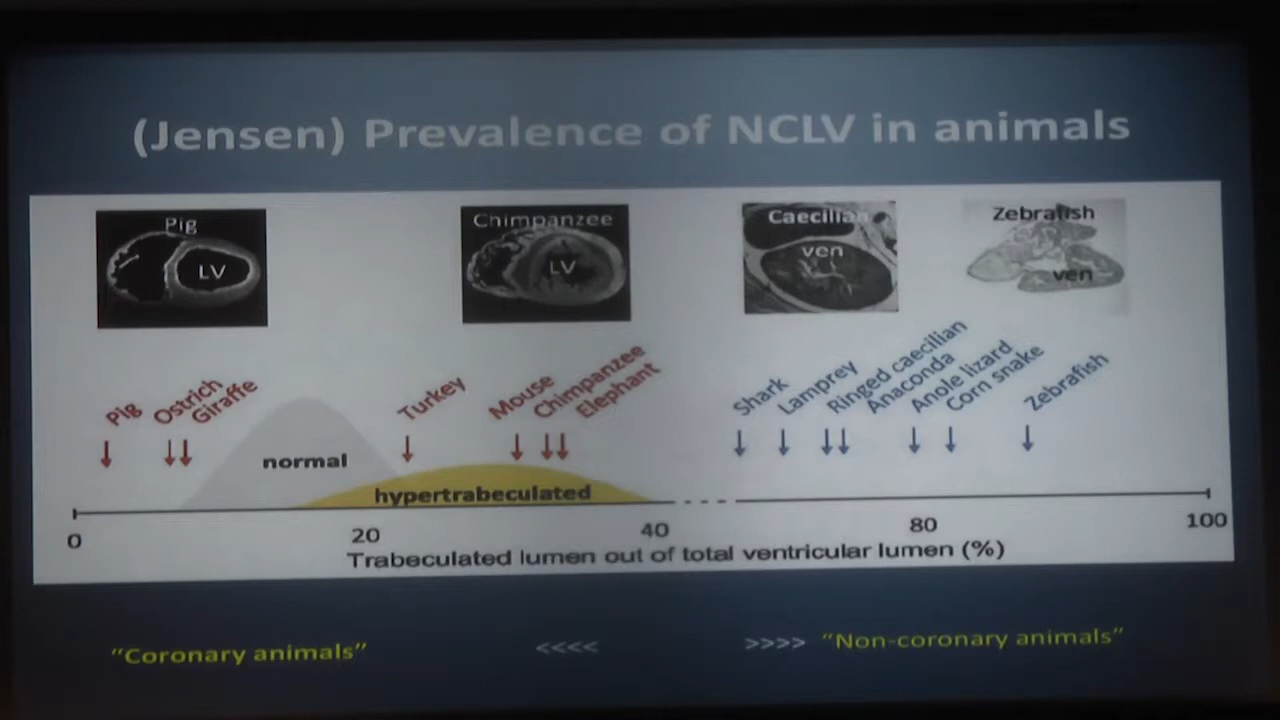 (Jensen) Prevalence of NCLV in animals
Pig
LV
Chimpanzee
LV
Caecilian
ven
Zebrafish
ven
Pig
Ostrich
Giraffe
Turkey
Mouse
Chimpanzee
Elephant
Shark
Lamprey
Ringed caecilian
Anaconda
Anole lizard
Corn snake
Zebrafish
normal
hypertrabeculated
0
20
40
80
100
Trabeculated lumen out of total ventricular lumen (%)
"Coronary animals"
<<<<
>>>> "Non-coronary animals"